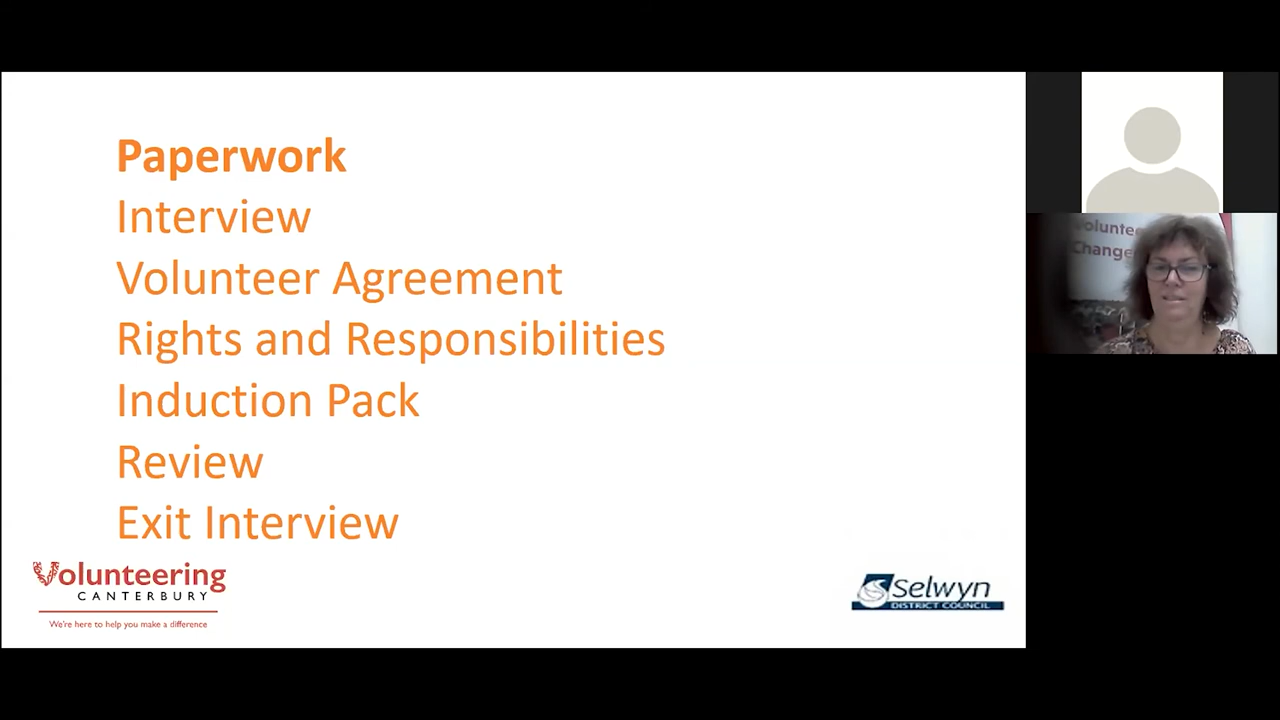 Paperwork
Interview
Volunteer Agreement
Rights and Responsibilities
Induction Pack
Review
Exit Interview
Volunteering
CANTERBURY
We're here to help you make a difference
Selwyn
DISTRICT COUNCIL
Change